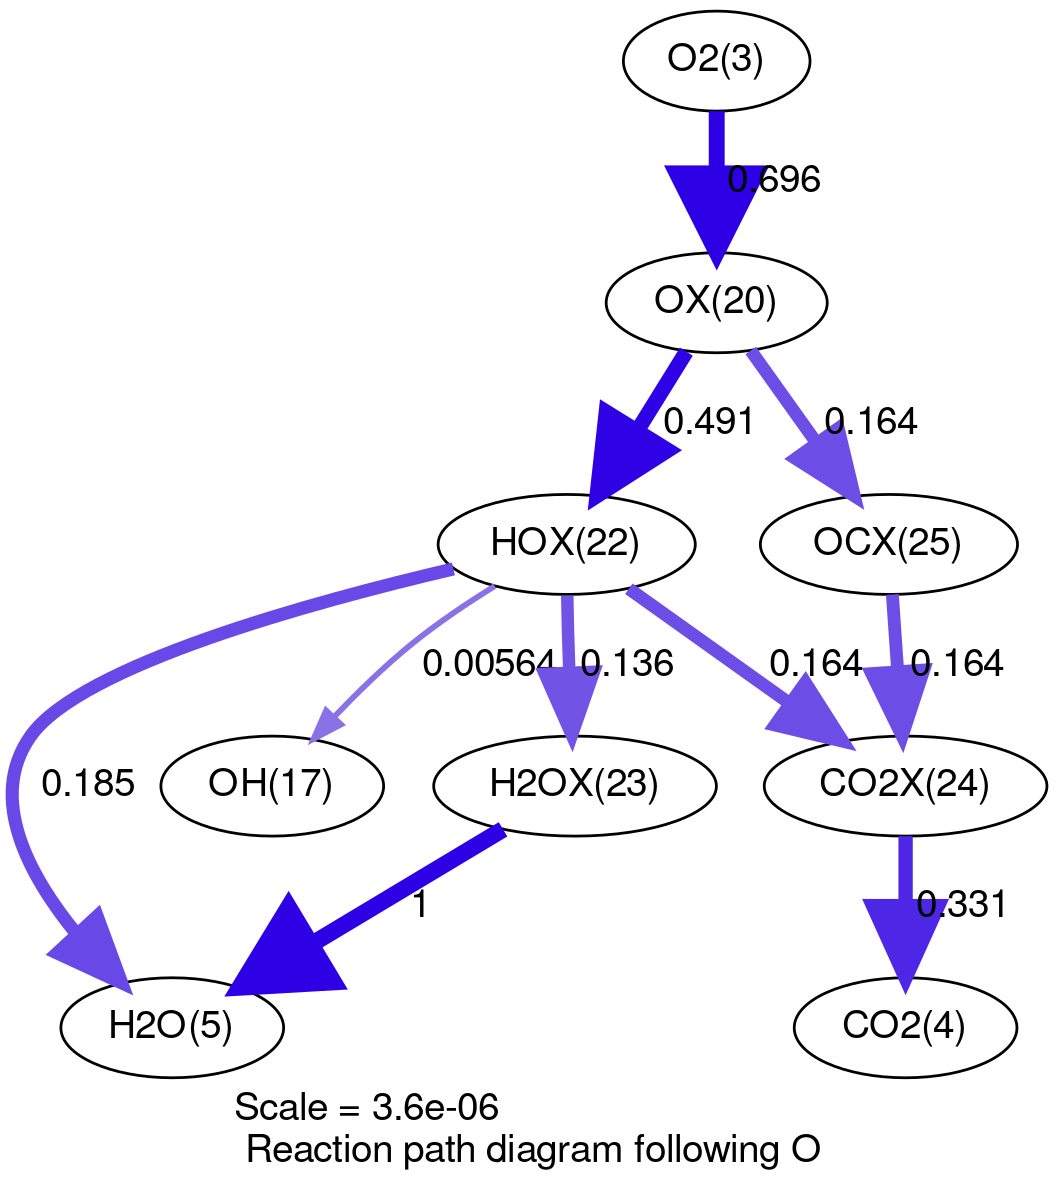 O2(3)
0.696
OX(20)
0.491
0.164
HOX(22)
OCX(25)
0.00564
0.136
0.164
0.164
0.185
OH(17)
H2OX(23)
CO2X(24)
1
0.331
H2O(5)
CO2(4)
Scale = 3.6e-06
Reaction path diagram following O